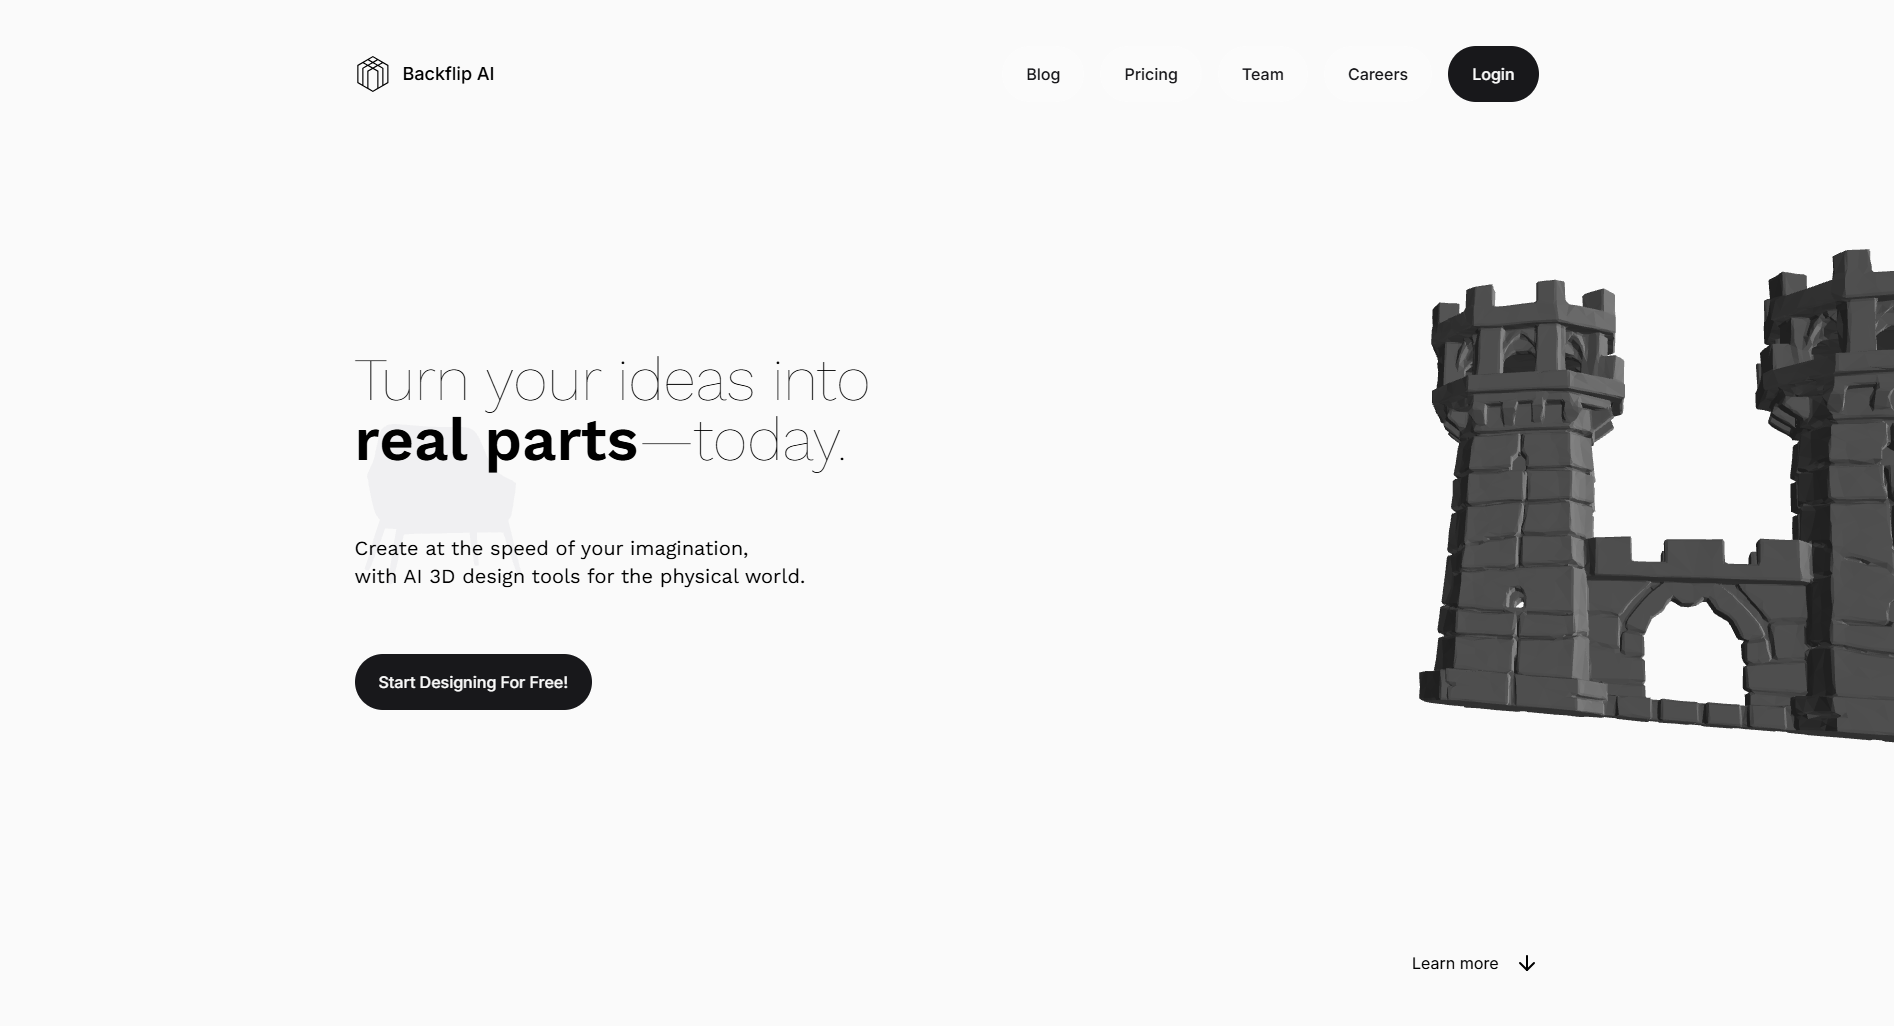 Backflip AI
Blog
Pricing
Team
Careers
Login
Turn your ideas into
real parts—today.
Create at the speed of your imagination,
with AI 3D design tools for the physical world.
Start Designing For Free!
Learn more